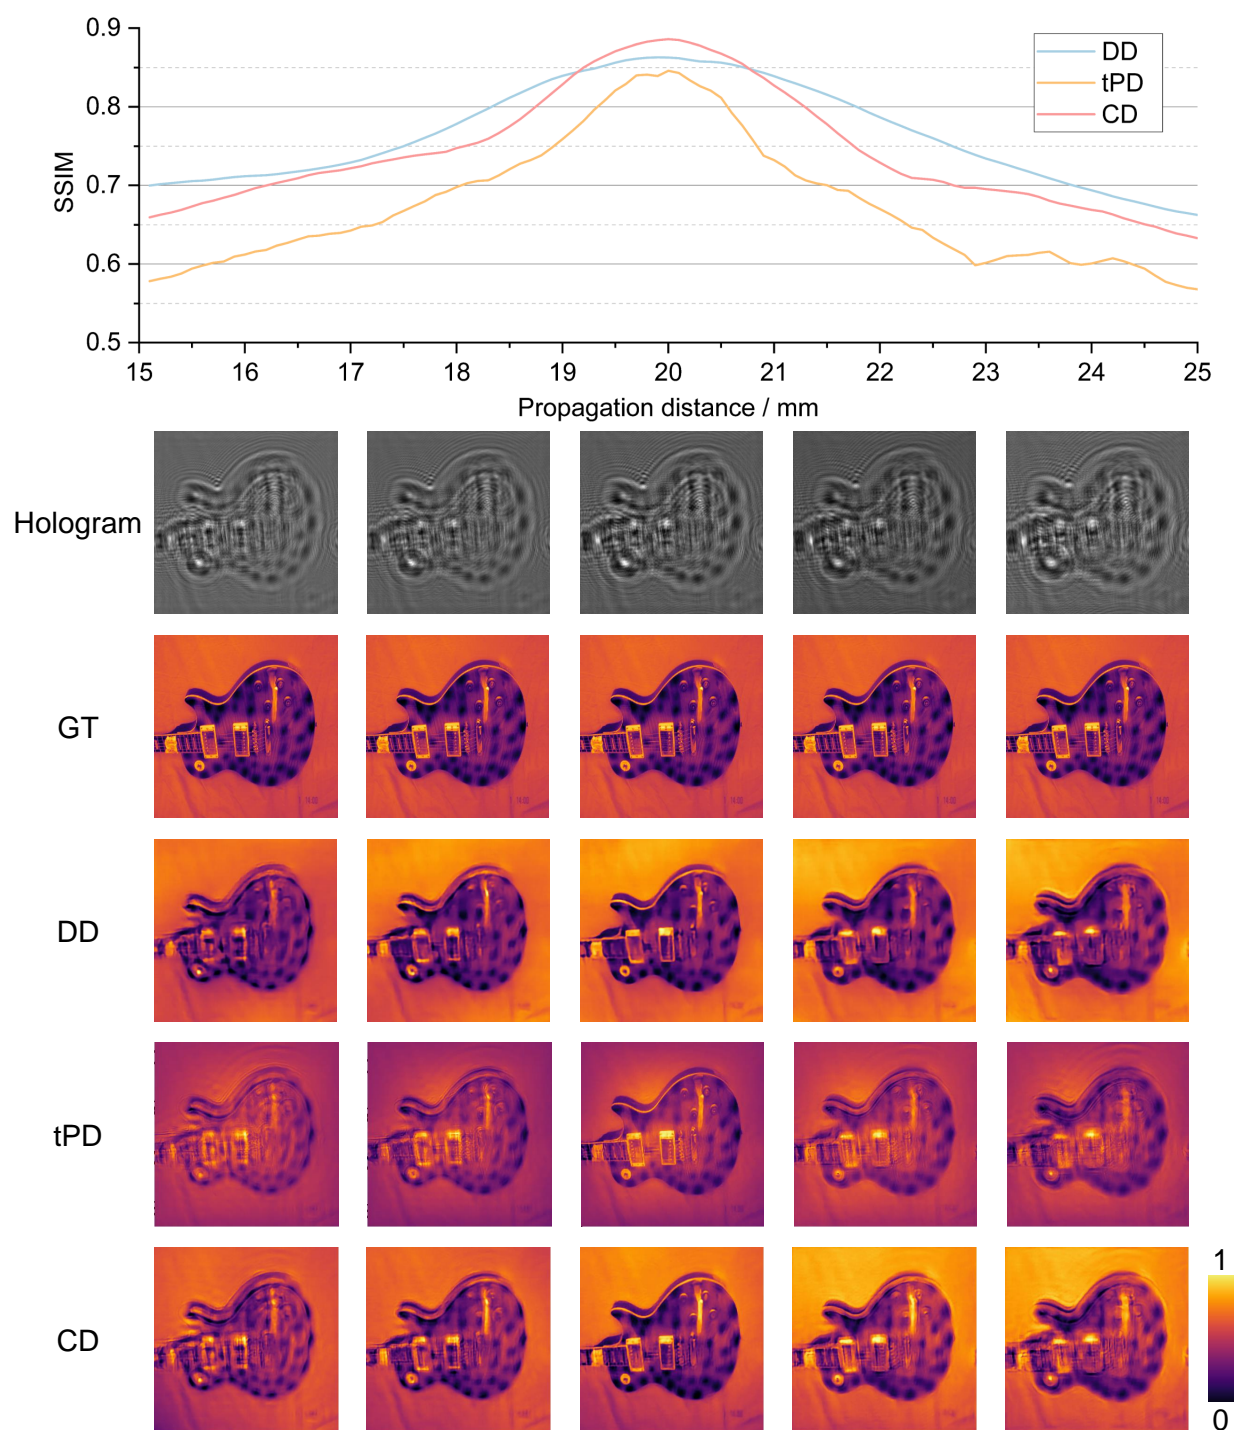 0.9
0.8
0.7
0.6
0.5
SSIM
DD
tPD
CD
15 16 17 18 19 20 21 22 23 24 25
Propagation distance / mm
Hologram
GT
DD
tPD
CD
1
0